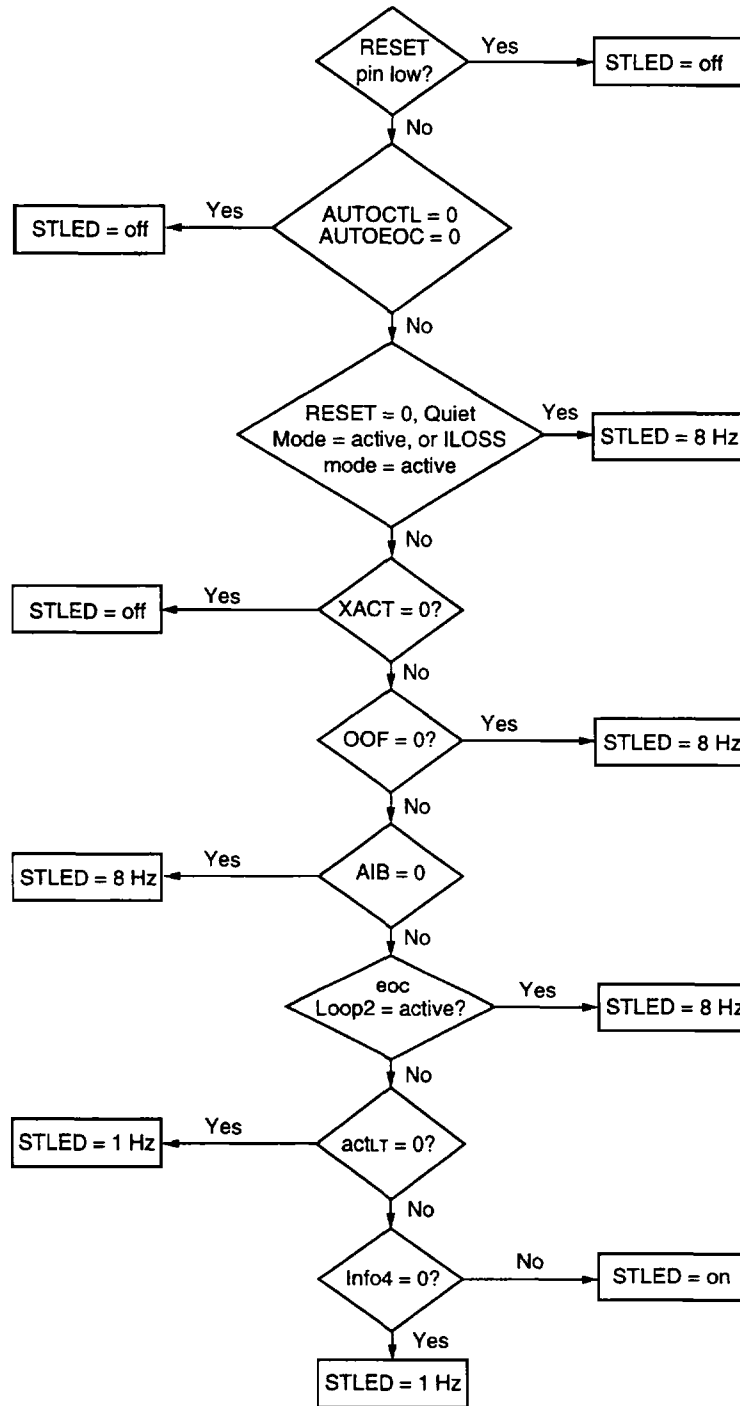 RESET
pin low?
Yes
STLED = off
No
AUTOCTL = 0
AUTOEOC = 0
Yes
STLED = off
No
RESET = 0, Quiet
Mode = active, or ILOSS
mode = active
Yes
STLED = 8 Hz
No
XACT = 0?
Yes
STLED = off
No
OOF = 0?
Yes
STLED = 8 Hz
No
AIB = 0
Yes
STLED = 8 Hz
No
eoc
Loop2 = active?
Yes
STLED = 8 Hz
No
actLT = 0?
Yes
STLED = 1 Hz
No
Info4 = 0?
No
STLED = on
Yes
STLED = 1 Hz